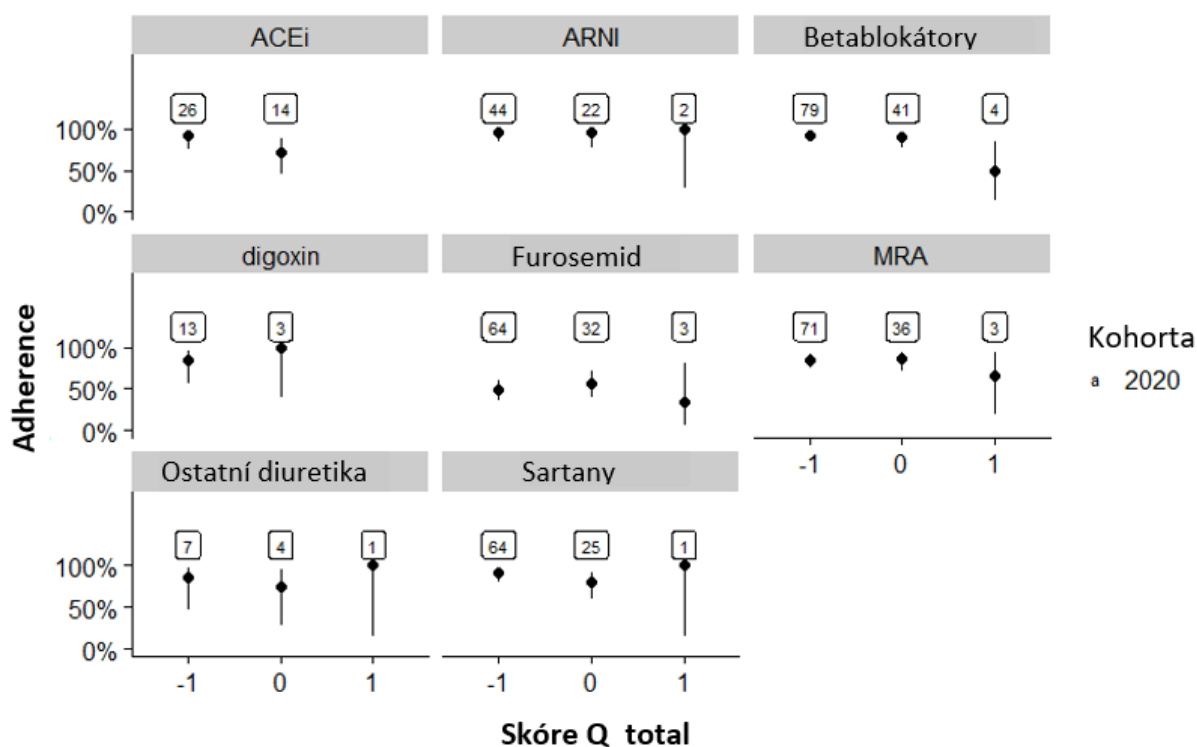 ACEi ARNI Betablokátory
26 14 44 22 2 79 41 4
100%
50%
0%
digoxin Furosemid MRA
13 3 64 32 3 71 36 3
100%
50%
0%
-1 0 1
Ostatní diuretika Sartany
7 4 1 64 25 1
100%
50%
0%
-1 0 1 -1 0 1
Adherence
Skóre Q total
Kohorta
a 2020